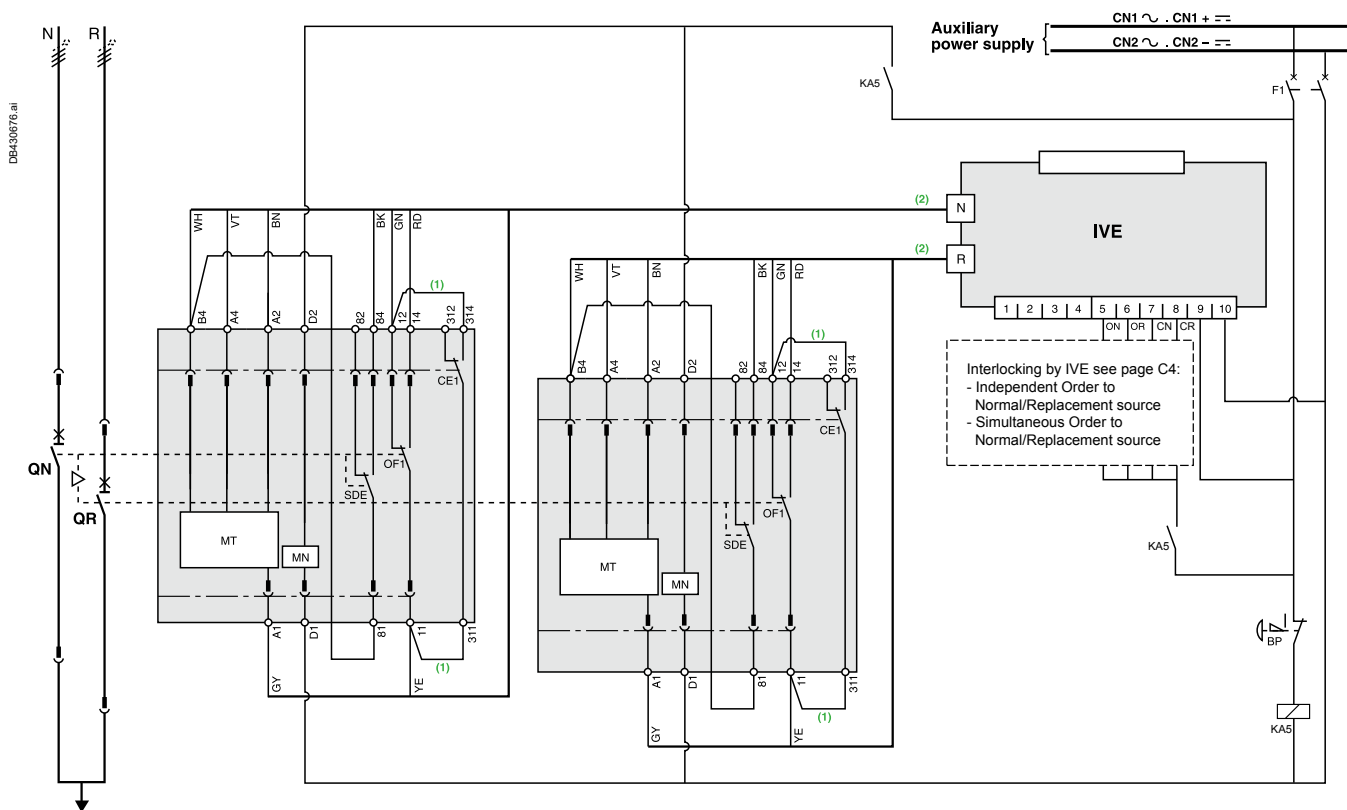 N
R
Auxiliary
power supply
CN1 ∿ . CN1 + ⎓
CN2 ∿ . CN2 – ⎓
KA5
F1
DB430676.ai
(2)
N
(2)
R
IVE
1 2 3 4 5 6 7 8 9 10
ON OR CN CR
Interlocking by IVE see page C4:
- Independent Order to
Normal/Replacement source
- Simultaneous Order to
Normal/Replacement source
KA5
BP
KA5
WH VT BN BK GN RD
(1)
B4 A4 A2 D2 82 84 12 14 312 314
CE1
OF1
SDE
MT
MN
A1 D1 81 11 311
(1)
GY YE
WH VT BN BK GN RD
(1)
B4 A4 A2 D2 82 84 12 14 312 314
CE1
OF1
SDE
MT
MN
A1 D1 81 11 311
(1)
GY YE
QN
QR